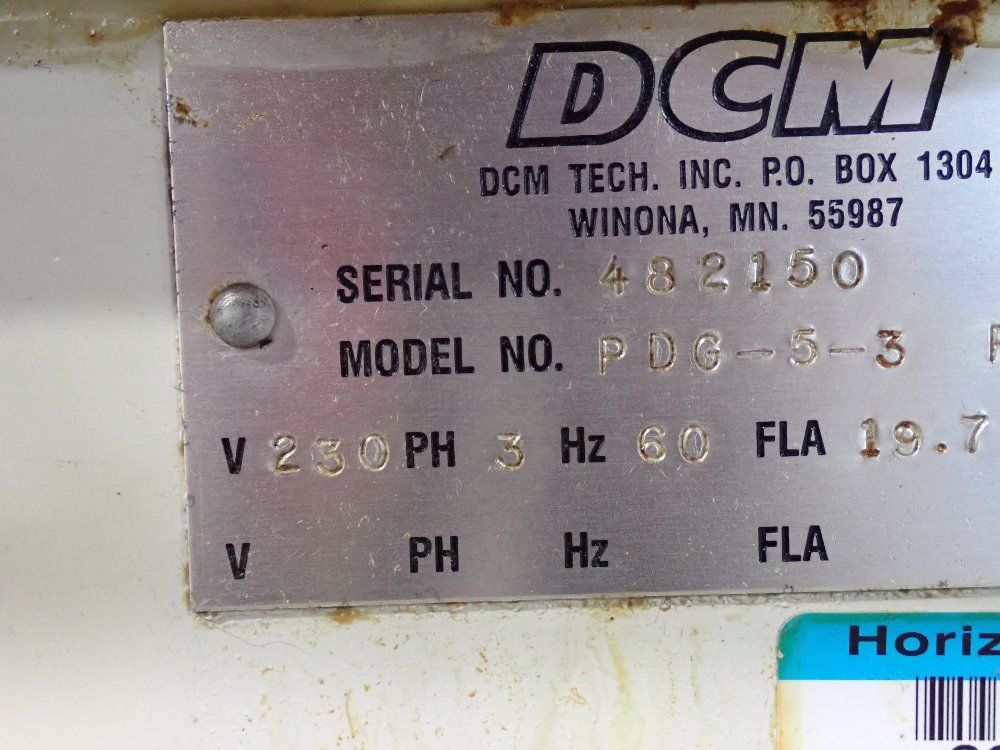 DCM
DCM TECH. INC. P.O. BOX 1304
WINONA, MN. 55987
SERIAL NO. 482150
MODEL NO. PDG-5-3
V 230 PH 3 Hz 60 FLA 19.7
V PH Hz FLA
Horiz